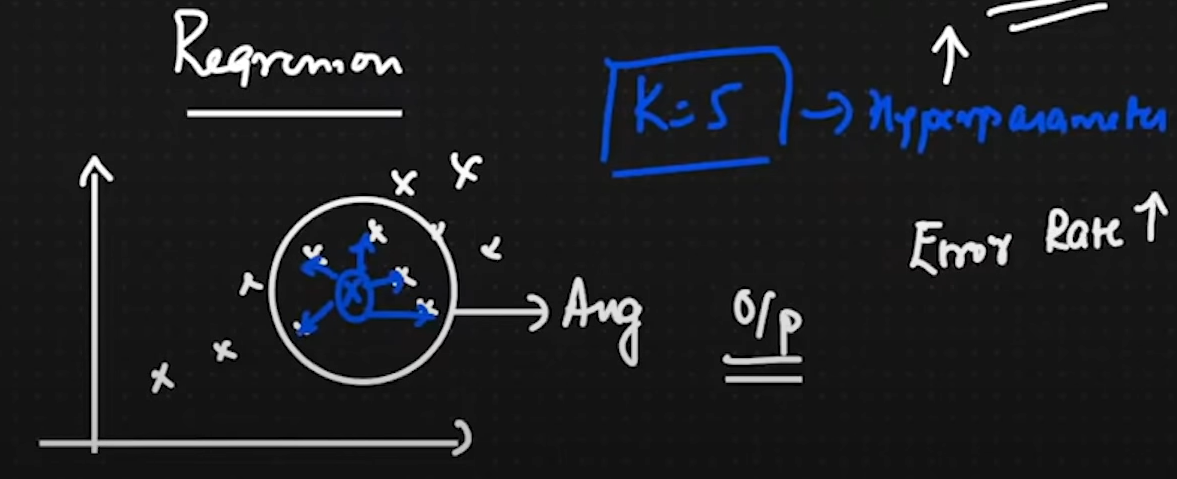 Regression
K=5 → Hyperparameter
Error Rate ↑
Avg O/p